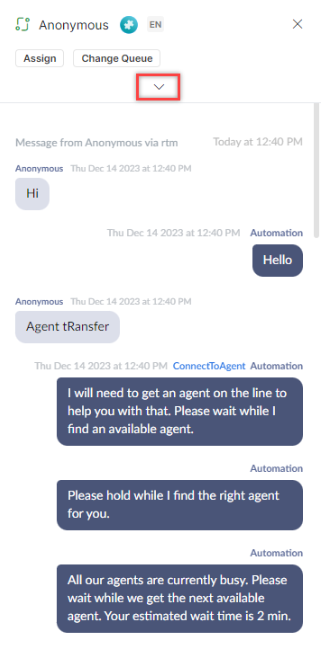 Anonymous EN
Assign Change Queue
Message from Anonymous via rtm Today at 12:40 PM
Anonymous Thu Dec 14 2023 at 12:40 PM
Hi
Thu Dec 14 2023 at 12:40 PM Automation
Hello
Anonymous Thu Dec 14 2023 at 12:40 PM
Agent tRansfer
Thu Dec 14 2023 at 12:40 PM ConnectToAgent Automation
I will need to get an agent on the line to
help you with that. Please wait while I
find an available agent.
Automation
Please hold while I find the right agent
for you.
Automation
All our agents are currently busy. Please
wait while we get the next available
agent. Your estimated wait time is 2 min.